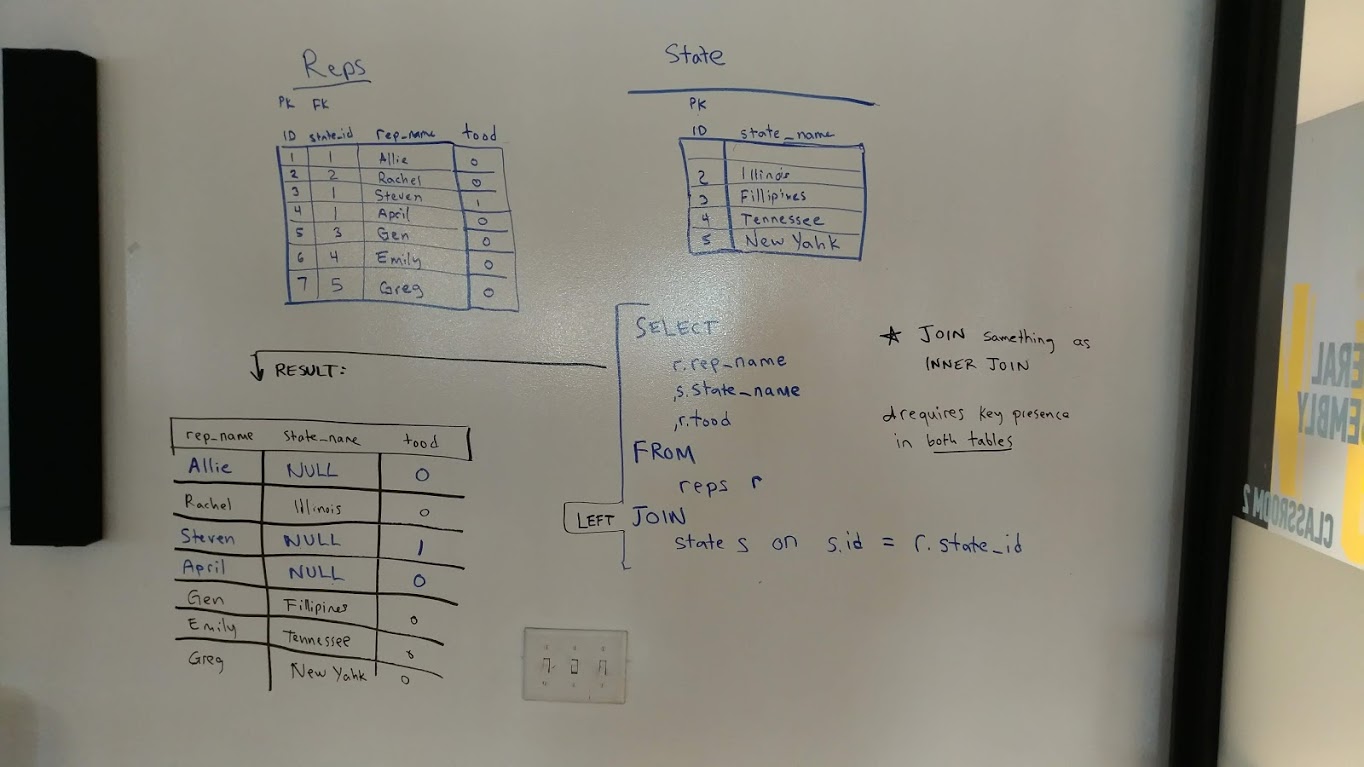 Reps
PK FK
ID state_id rep_name tood
1 1 Allie 0
2 2 Rachel 0
3 1 Steven 1
4 1 April 0
5 3 Gen 0
6 4 Emily 0
7 5 Greg 0
State
PK
ID state_name
2 Illinois
3 Fillipines
4 Tennessee
5 New Yahk
SELECT
r.rep_name
,s.state_name
,r.tood
FROM
reps r
LEFT JOIN
state s on s.id = r.state_id
★ JOIN samething as
INNER JOIN
requires key presence
in both tables
RESULT:
rep_name state_name tood
Allie NULL 0
Rachel Illinois 0
Steven NULL 1
April NULL 0
Gen Fillipines 0
Emily Tennessee 0
Greg New Yahk 0
ERAL
EMBLY
CLASSROOM 2